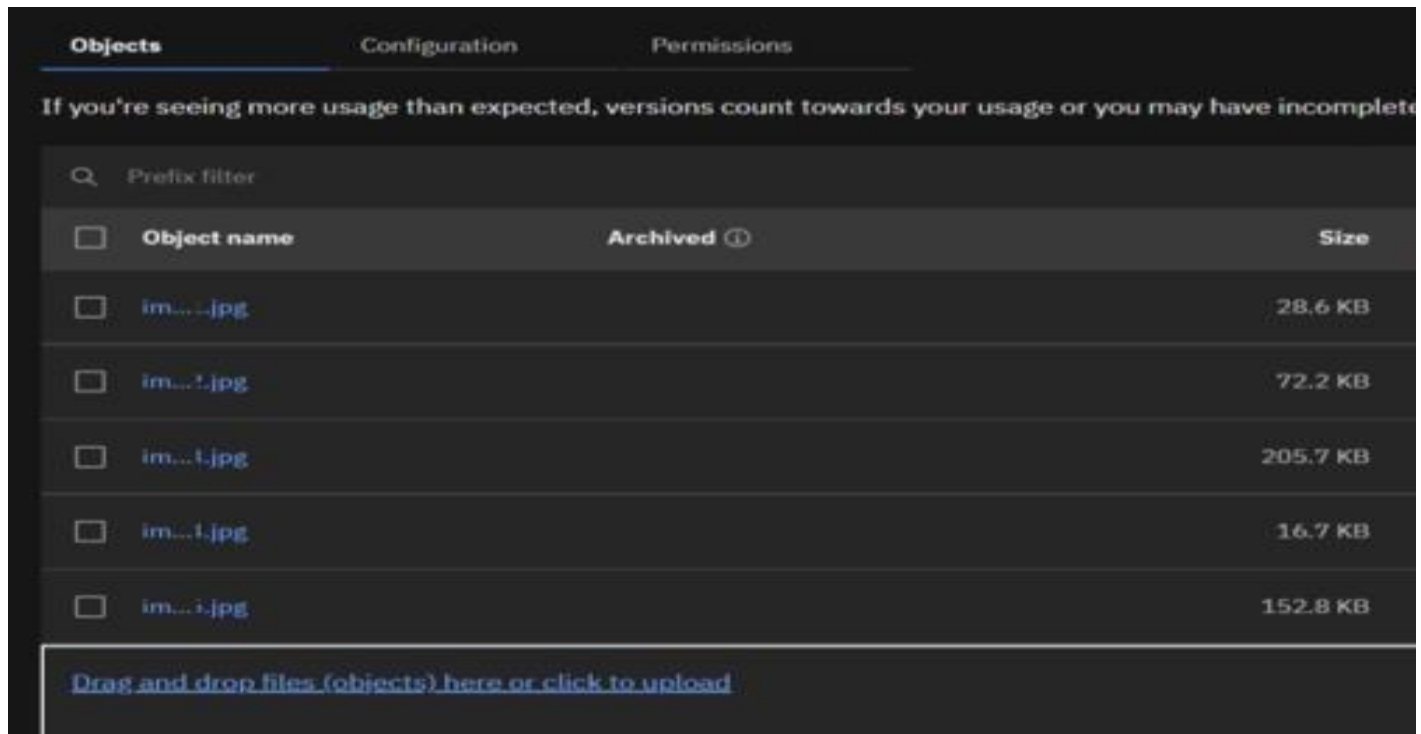 Objects Configuration Permissions
If you're seeing more usage than expected, versions count towards your usage or you may have incomplete
Prefix filter
Object name Archived Size
28.6 KB
72.2 KB
205.7 KB
16.7 KB
152.8 KB
Drag and drop files (objects) here or click to upload